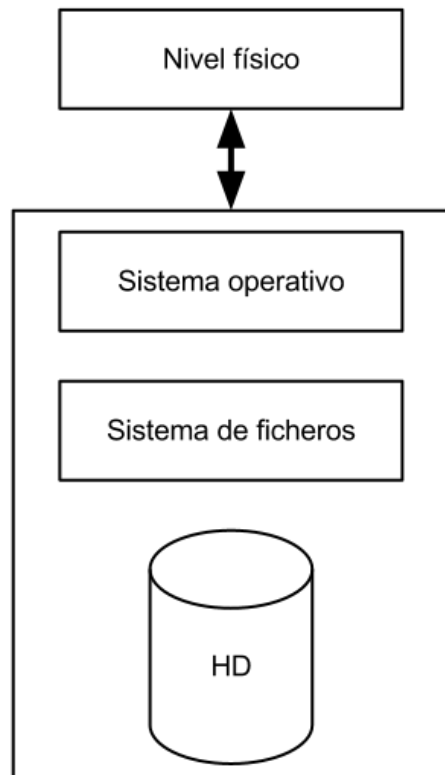 Nivel físico
Sistema operativo
Sistema de ficheros
HD